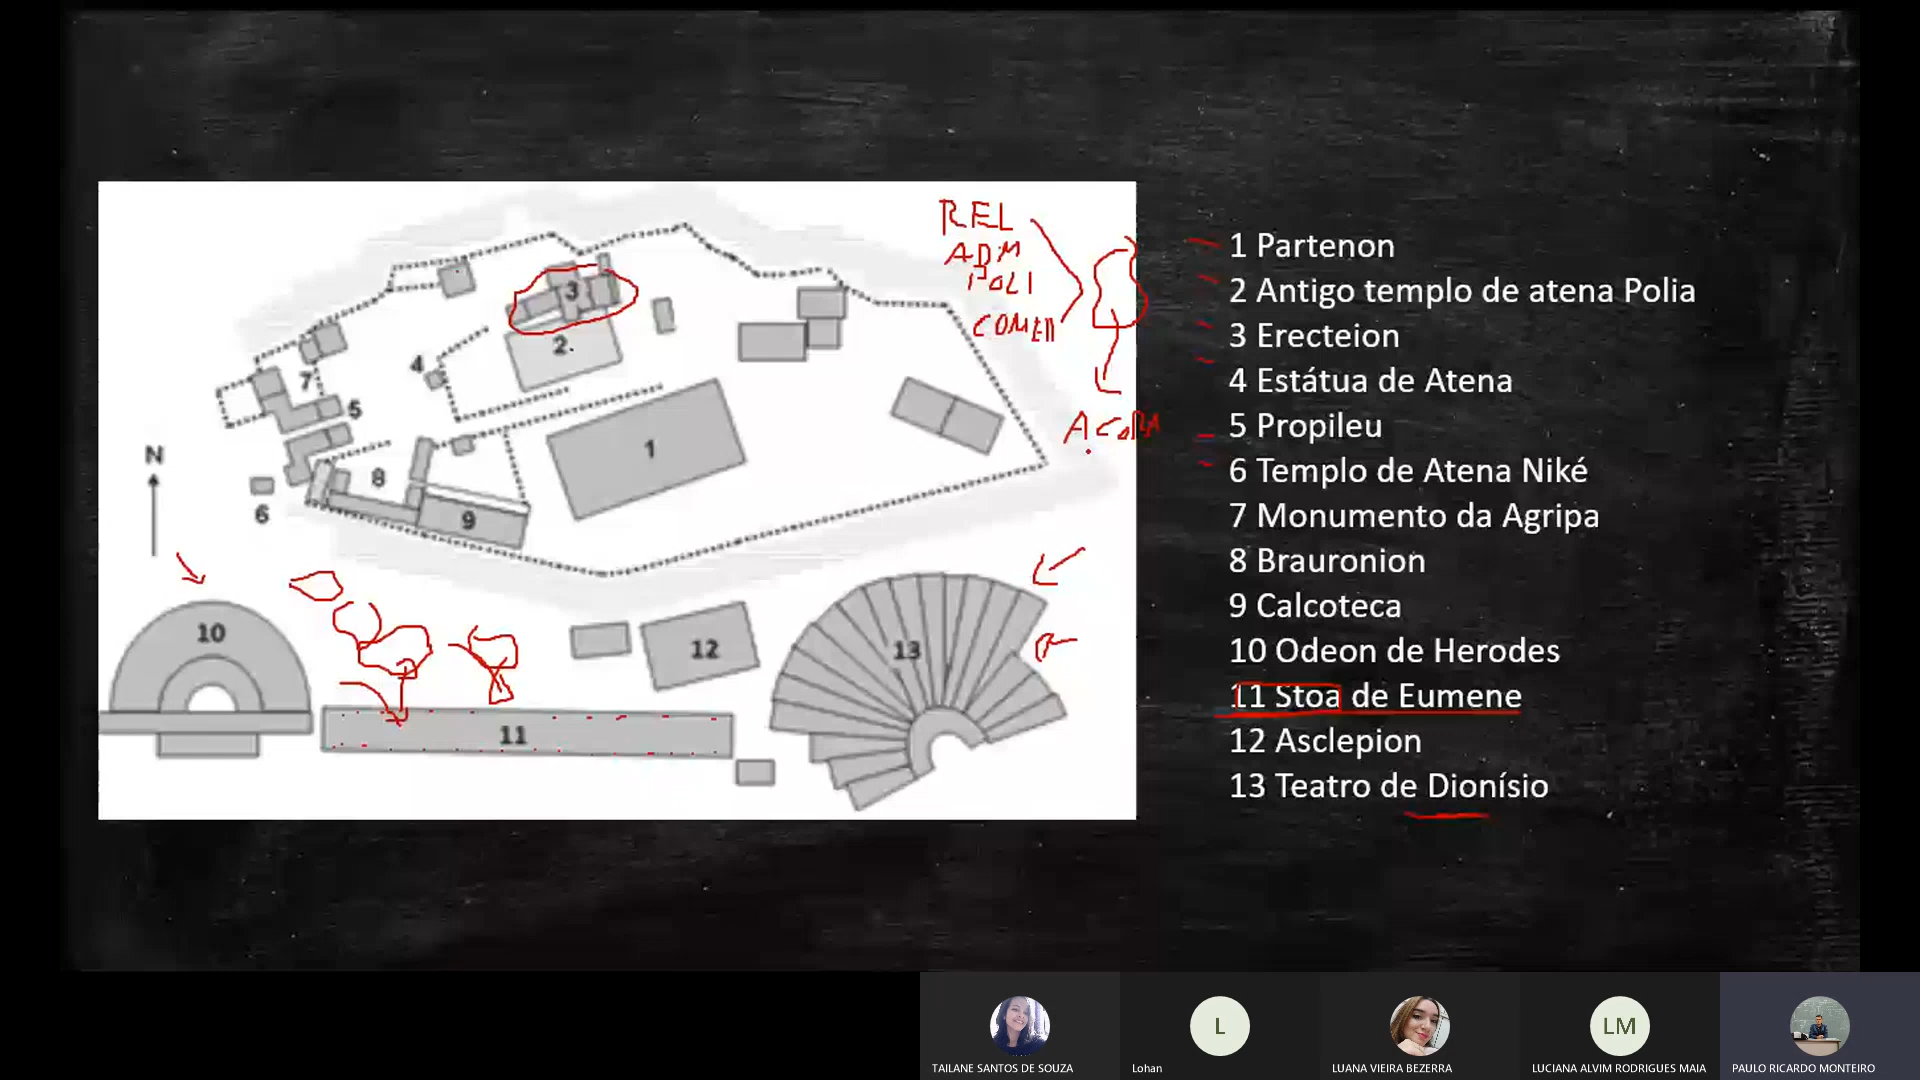 REL
ADM
POLI
COMER
AGORA
3
2.
4
7
5
1
N
8
9
6
10
12
13
11
1 Partenon
2 Antigo templo de atena Polia
3 Erecteion
4 Estátua de Atena
5 Propileu
6 Templo de Atena Niké
7 Monumento da Agripa
8 Brauronion
9 Calcoteca
10 Odeon de Herodes
11 Stoa de Eumene
12 Asclepion
13 Teatro de Dionísio
L
LM
TAILANE SANTOS DE SOUZA
Lohan
LUANA VIEIRA BEZERRA
LUCIANA ALVIM RODRIGUES MAIA
PAULO RICARDO MONTEIRO